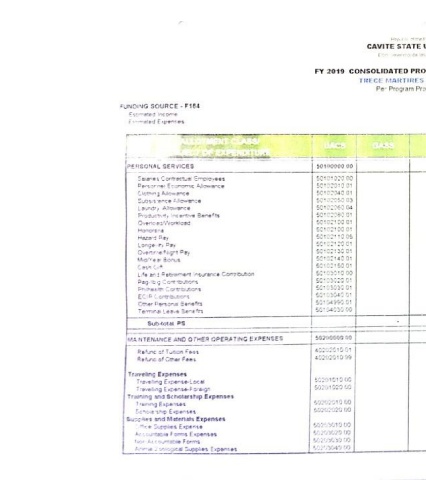 CAVITE STATE U
FY 2019 CONSOLIDATED PRO
TRECE MARTIRES
Per Program Pro
FUNDING SOURCE - F164
Estimated Income
Estimated Expenses
ALLOTMENT CLASS/ UACS GASS
OF EXPENDITURE
PERSONAL SERVICES 50100000 00
Salaries Contractual Employees 50101020 00
Personnel Economic Allowance 50102010 01
Clothing Allowance 50102040 01
Subsistence Allowance 50102050 03
Laundry Allowance 50102060 04
Productivity Incentive Benefits 50102080 01
Overload/Workload 50102100 01
Honoraria 50102100 01
Hazard Pay 50102110 05
Longevity Pay 50102120 01
Overtime/Night Pay 50102130 01
Mid Year Bonus 50102140 01
Cash Gift 50102150 01
Life and Retirement Insurance Contribution 50103010 00
Pag-ibig Contributions 50103020 01
Philhealth Contributions 50103030 01
ECIP Contributions 50103040 01
Other Personal Benefits 50104990 01
Terminal Leave Benefits 50104030 00
Sub-total PS
MAINTENANCE AND OTHER OPERATING EXPENSES 50200000 00
Refund of Tuition Fees 40202010 01
Refund of Other Fees 40202010 99
Traveling Expenses
Travelling Expense-Local 50201010 00
Travelling Expense-Foreign 50201020 00
Training and Scholarship Expenses
Training Expenses 50202010 00
Scholarship Expenses 50202020 00
Supplies and Materials Expenses
Office Supplies Expense 50203010 00
Accountable Forms Expenses 50203020 00
Non-Accountable Forms 50203030 00
Animal Zoological Supplies Expenses 50203040 00